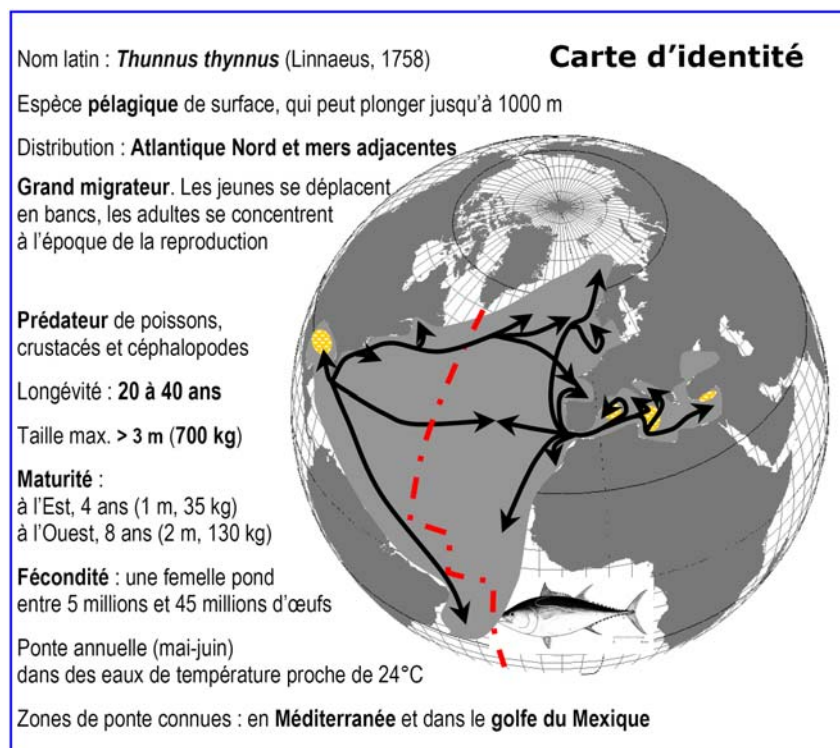 Carte d’identité
Nom latin : Thunnus thynnus (Linnaeus, 1758)
Espèce pélagique de surface, qui peut plonger jusqu’à 1000 m
Distribution : Atlantique Nord et mers adjacentes
Grand migrateur. Les jeunes se déplacent
en bancs, les adultes se concentrent
à l’époque de la reproduction
Prédateur de poissons,
crustacés et céphalopodes
Longévité : 20 à 40 ans
Taille max. > 3 m (700 kg)
Maturité :
à l’Est, 4 ans (1 m, 35 kg)
à l’Ouest, 8 ans (2 m, 130 kg)
Fécondité : une femelle pond
entre 5 millions et 45 millions d’œufs
Ponte annuelle (mai-juin)
dans des eaux de température proche de 24°C
Zones de ponte connues : en Méditerranée et dans le golfe du Mexique